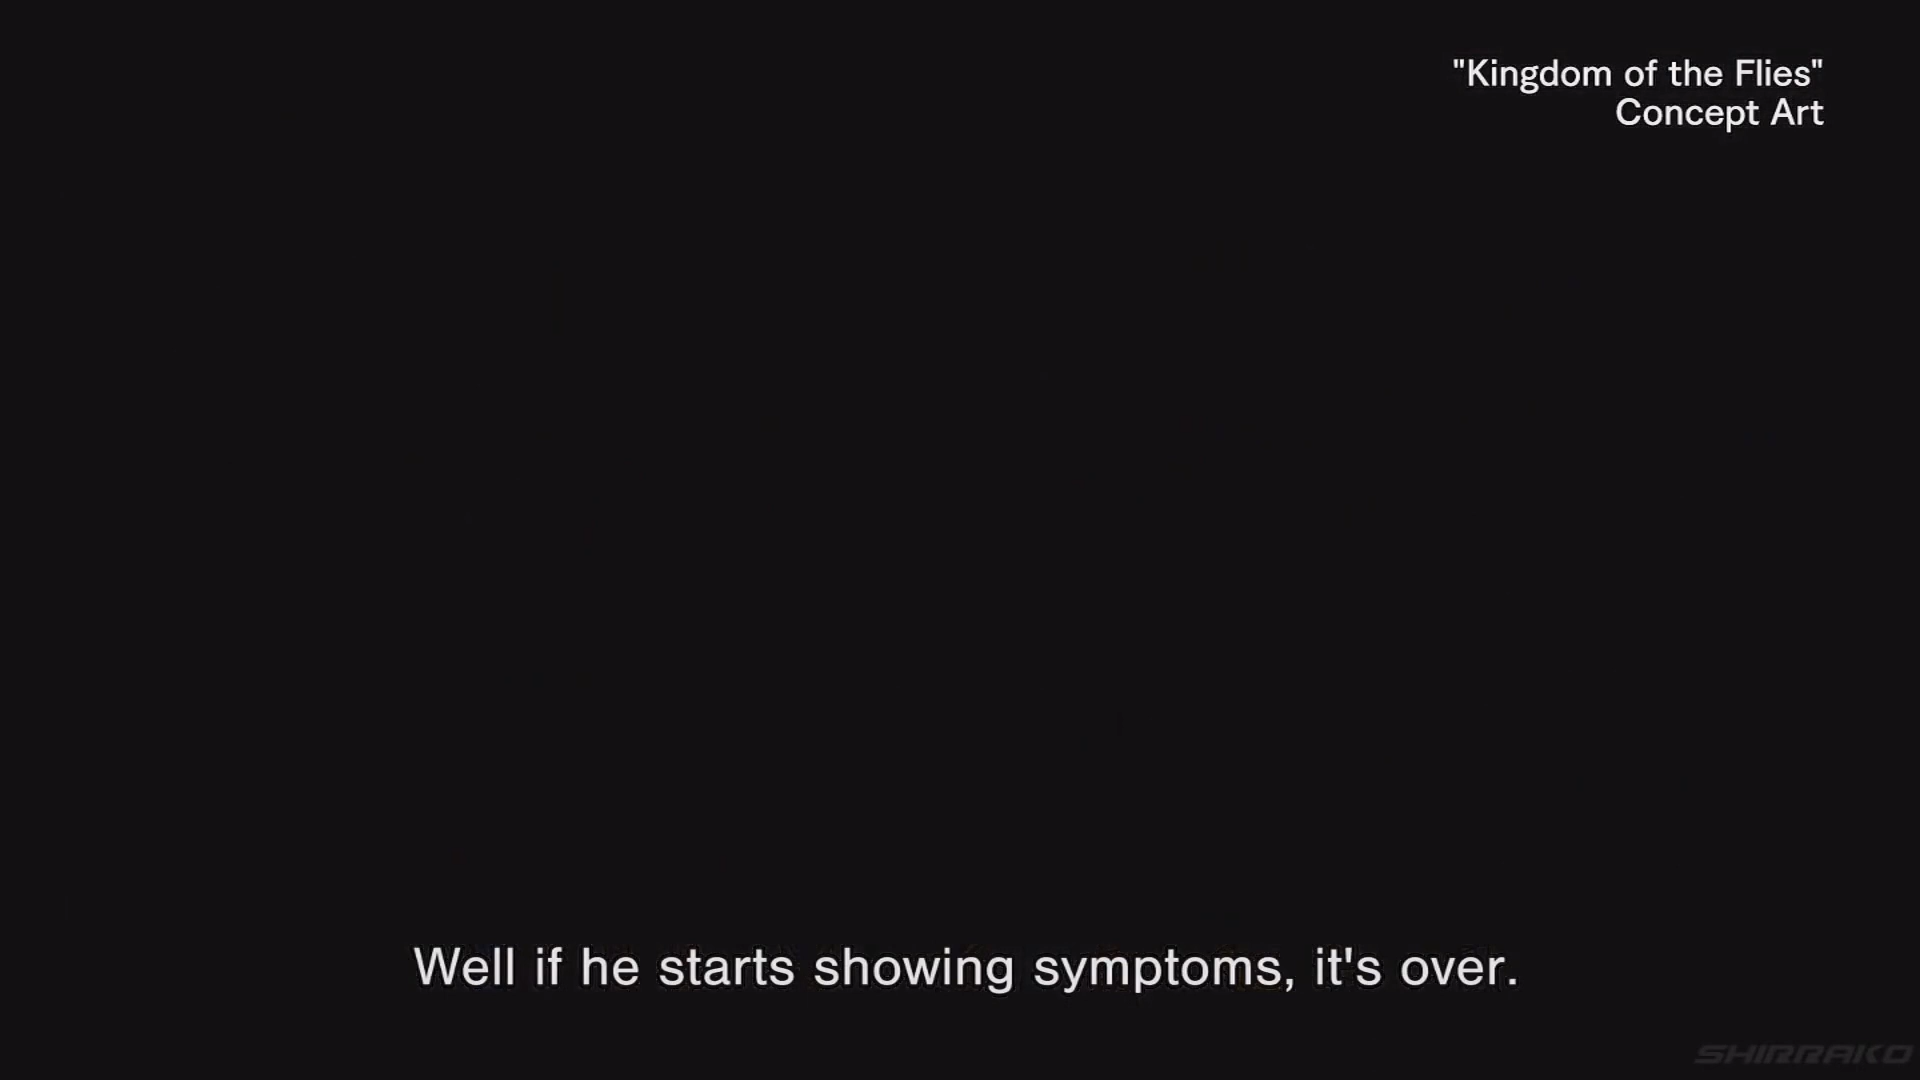 "Kingdom of the Flies"
Concept Art
Well if he starts showing symptoms, it's over.
SHIRRAKO